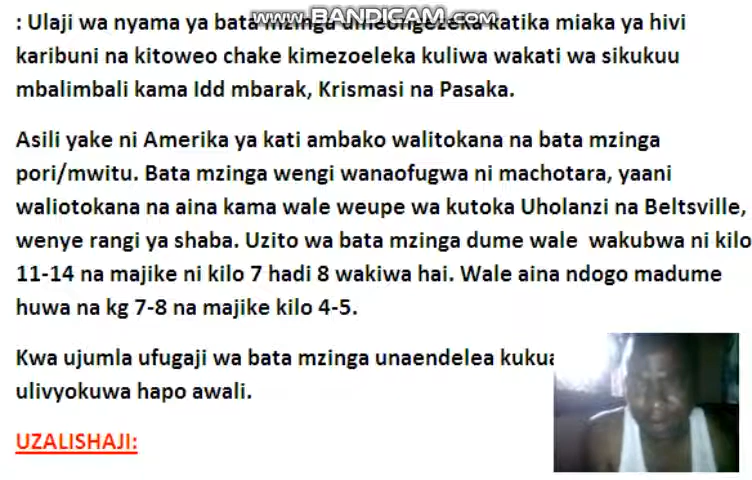 www.BANDICAM.com
: Ulaji wa nyama ya bata mzinga umeongezeka katika miaka ya hivi
karibuni na kitoweo chake kimezoeleka kuliwa wakati wa sikukuu
mbalimbali kama Idd mbarak, Krismasi na Pasaka.
Asili yake ni Amerika ya kati ambako walitokana na bata mzinga
pori/mwitu. Bata mzinga wengi wanaofugwa ni machotara, yaani
waliotokana na aina kama wale weupe wa kutoka Uholanzi na Beltsville,
wenye rangi ya shaba. Uzito wa bata mzinga dume wale wakubwa ni kilo
11-14 na majike ni kilo 7 hadi 8 wakiwa hai. Wale aina ndogo madume
huwa na kg 7-8 na majike kilo 4-5.
Kwa ujumla ufugaji wa bata mzinga unaendelea
ulivyokuwa hapo awali.
UZALISHAJI: